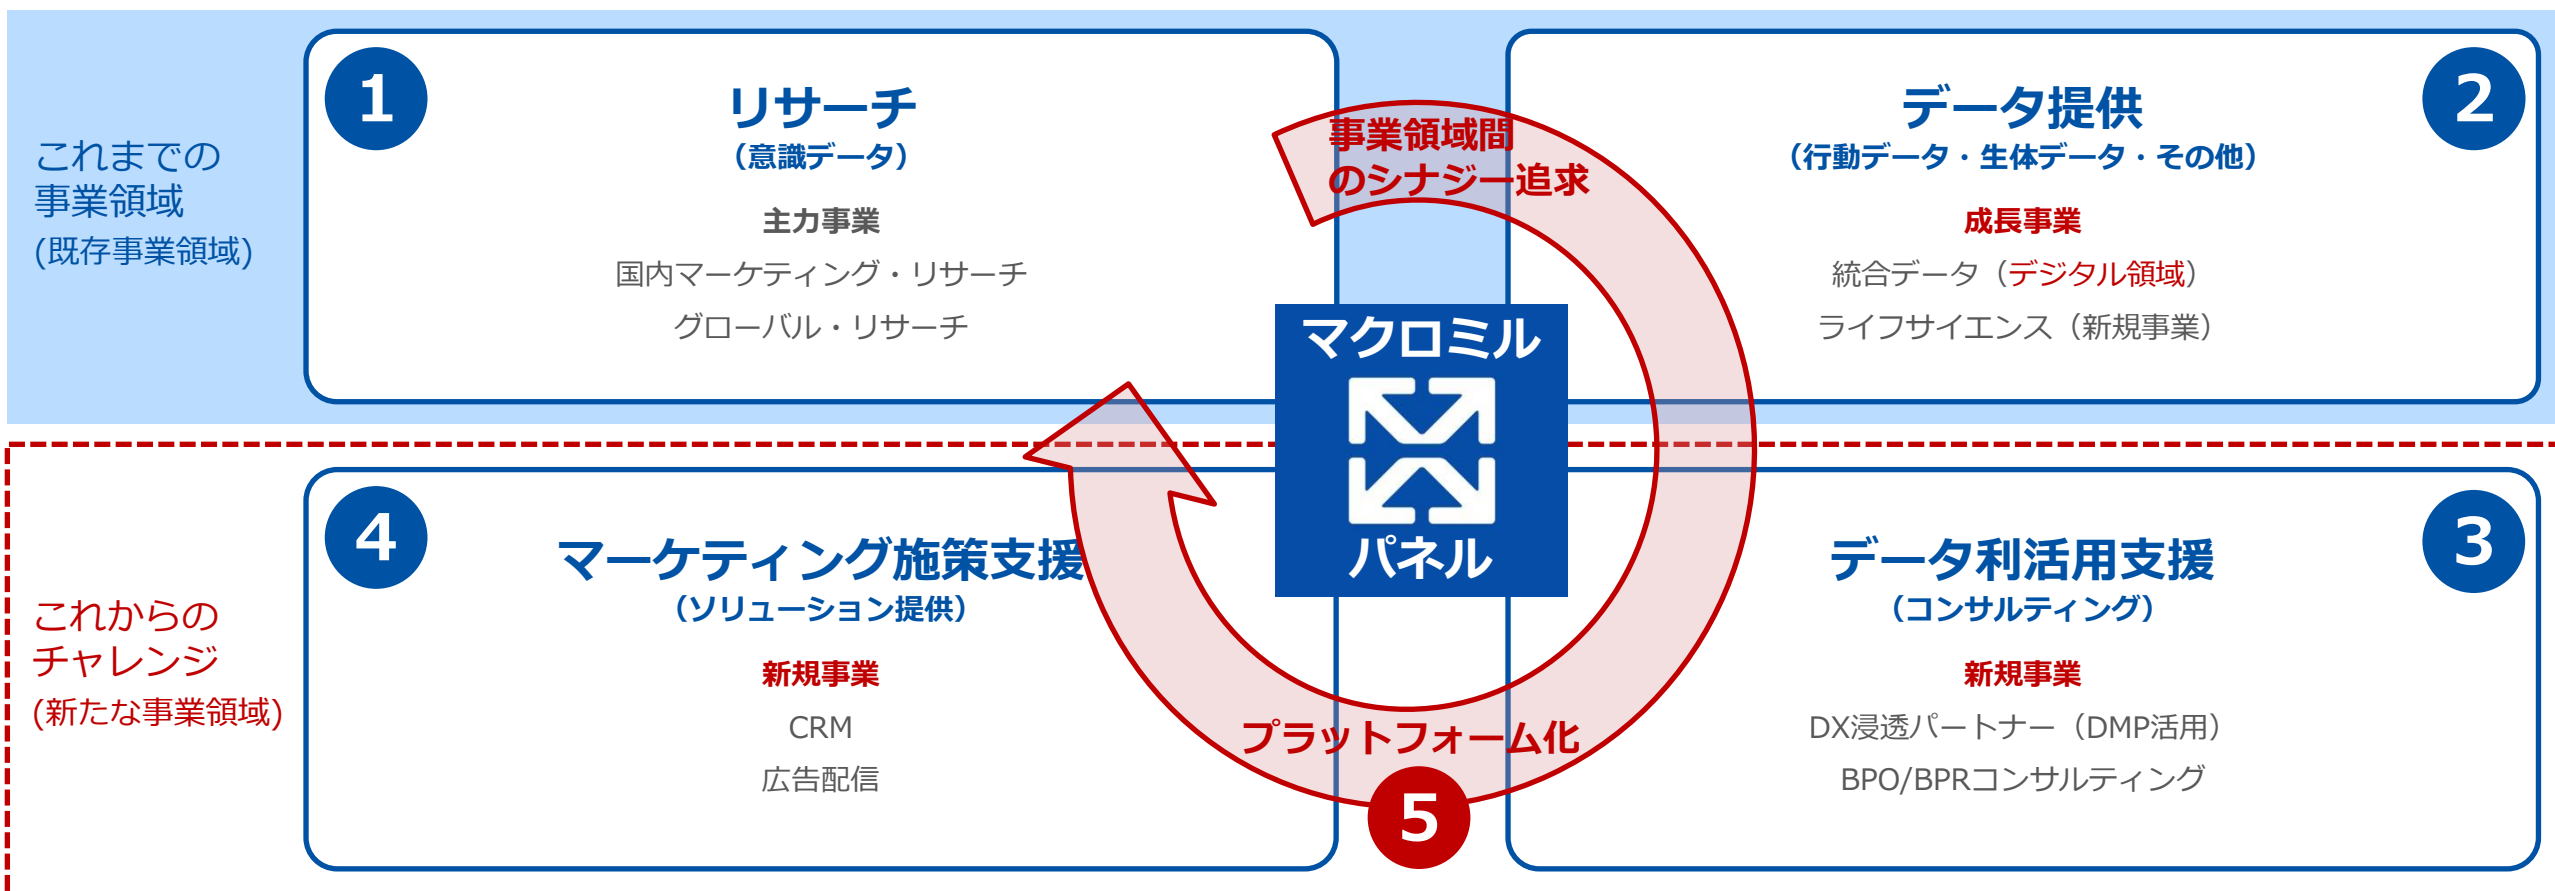 これまでの
事業領域
(既存事業領域)
1
リサーチ
（意識データ）
主力事業
国内マーケティング・リサーチ
グローバル・リサーチ
事業領域間
のシナジー追求
2
データ提供
（行動データ・生体データ・その他）
成長事業
統合データ（デジタル領域）
ライフサイエンス（新規事業）
マクロミル
パネル
これからの
チャレンジ
(新たな事業領域)
4
マーケティング施策支援
（ソリューション提供）
新規事業
CRM
広告配信
3
データ利活用支援
（コンサルティング）
新規事業
DX浸透パートナー（DMP活用）
BPO/BPRコンサルティング
プラットフォーム化
5